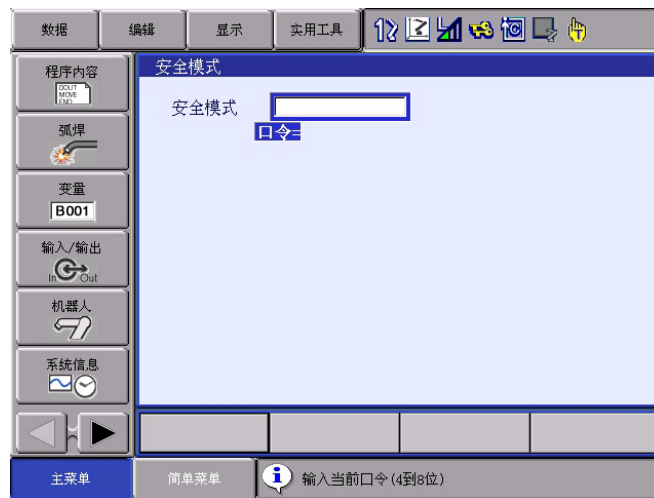 数据 编辑 显示 实用工具
程序内容
DOUT
MOVE
END
弧焊
变量
B001
输入/输出
In Out
机器人
系统信息
安全模式
安全模式
口令=
主菜单 简单菜单 输入当前口令(4到8位)